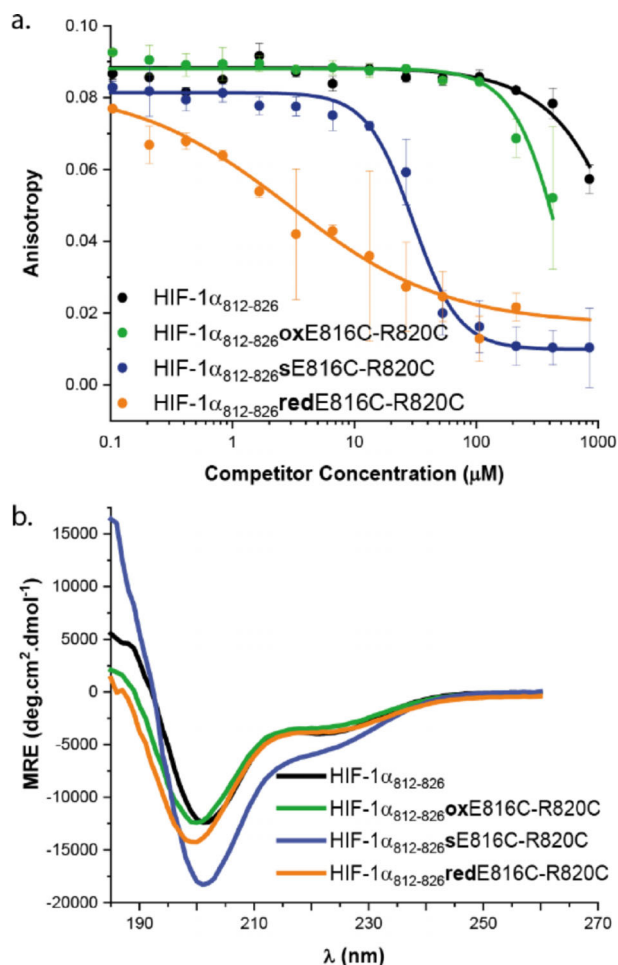 a.
0.10
0.08
0.06
0.04
0.02
0.00
Anisotropy
HIF-1α812-826
HIF-1α812-826oxE816C-R820C
HIF-1α812-826sE816C-R820C
HIF-1α812-826redE816C-R820C
0.1 1 10 100 1000
Competitor Concentration (μM)
b.
15000
10000
5000
0
-5000
-10000
-15000
-20000
MRE (deg.cm2.dmol-1)
HIF-1α812-826
HIF-1α812-826oxE816C-R820C
HIF-1α812-826sE816C-R820C
HIF-1α812-826redE816C-R820C
190 210 230 250 270
λ (nm)